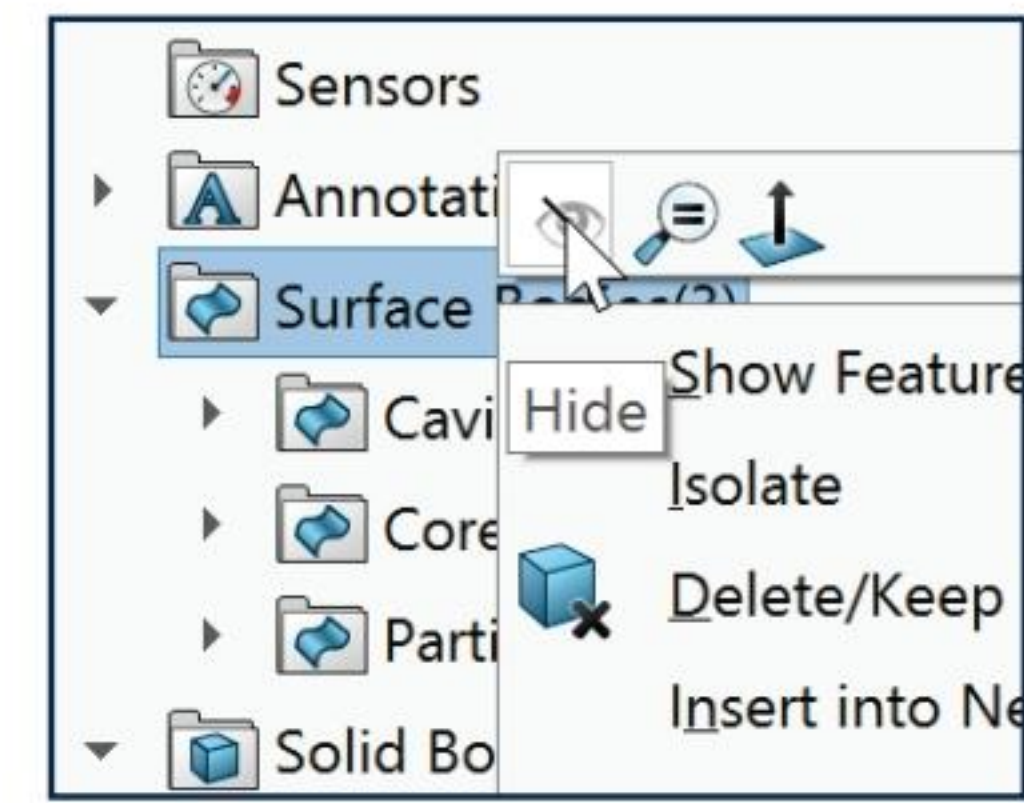 Sensors
Annotati
Surface
Hide
Show Feature
Cavi
Isolate
Core
Delete/Keep
Parti
Insert into Ne
Solid Bo